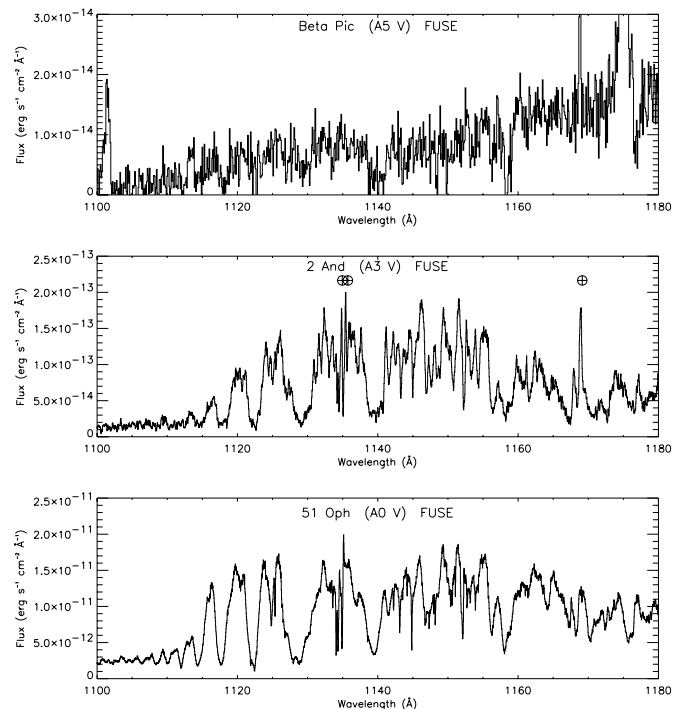 Beta Pic (A5 V) FUSE
3.0×10⁻¹⁴
2.0×10⁻¹⁴
1.0×10⁻¹⁴
0
Flux (erg s⁻¹ cm⁻² Å⁻¹)
1100 1120 1140 1160 1180
Wavelength (Å)
2 And (A3 V) FUSE
⊕⊕ ⊕
2.5×10⁻¹³
2.0×10⁻¹³
1.5×10⁻¹³
1.0×10⁻¹³
5.0×10⁻¹⁴
0
Flux (erg s⁻¹ cm⁻² Å⁻¹)
1100 1120 1140 1160 1180
Wavelength (Å)
51 Oph (A0 V) FUSE
2.5×10⁻¹¹
2.0×10⁻¹¹
1.5×10⁻¹¹
1.0×10⁻¹¹
5.0×10⁻¹²
0
Flux (erg s⁻¹ cm⁻² Å⁻¹)
1100 1120 1140 1160 1180
Wavelength (Å)